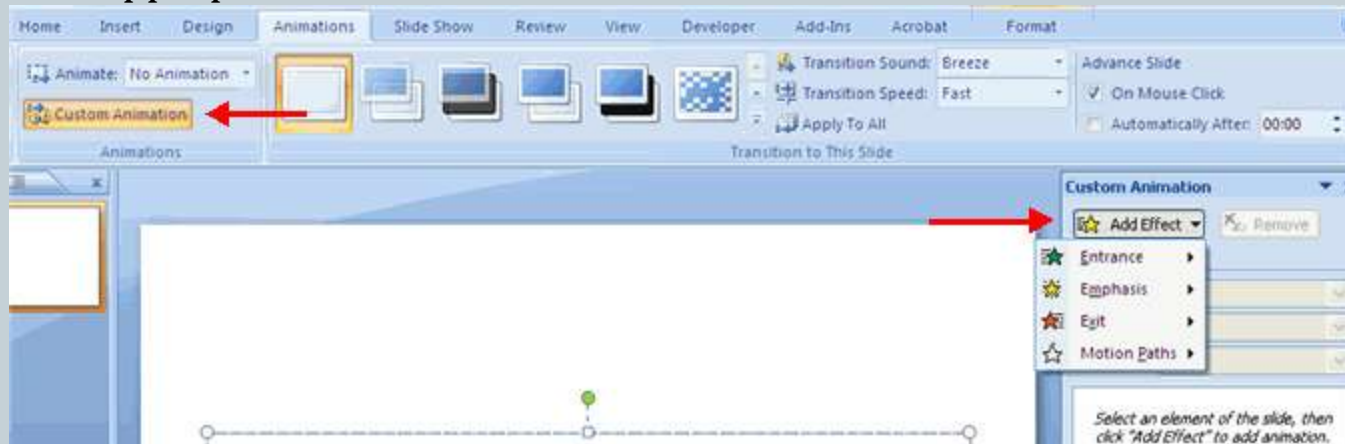 Home Insert Design Animations Slide Show Review View Developer Add-Ins Acrobat Format
Animate: No Animation
Custom Animation
Animations
Transition Sound: Breeze
Transition Speed: Fast
Apply To All
Transition to This Slide
Advance Slide
On Mouse Click
Automatically After: 00:00
Custom Animation
Add Effect Remove
Entrance
Emphasis
Exit
Motion Paths
Select an element of the slide, then
click "Add Effect" to add animation.